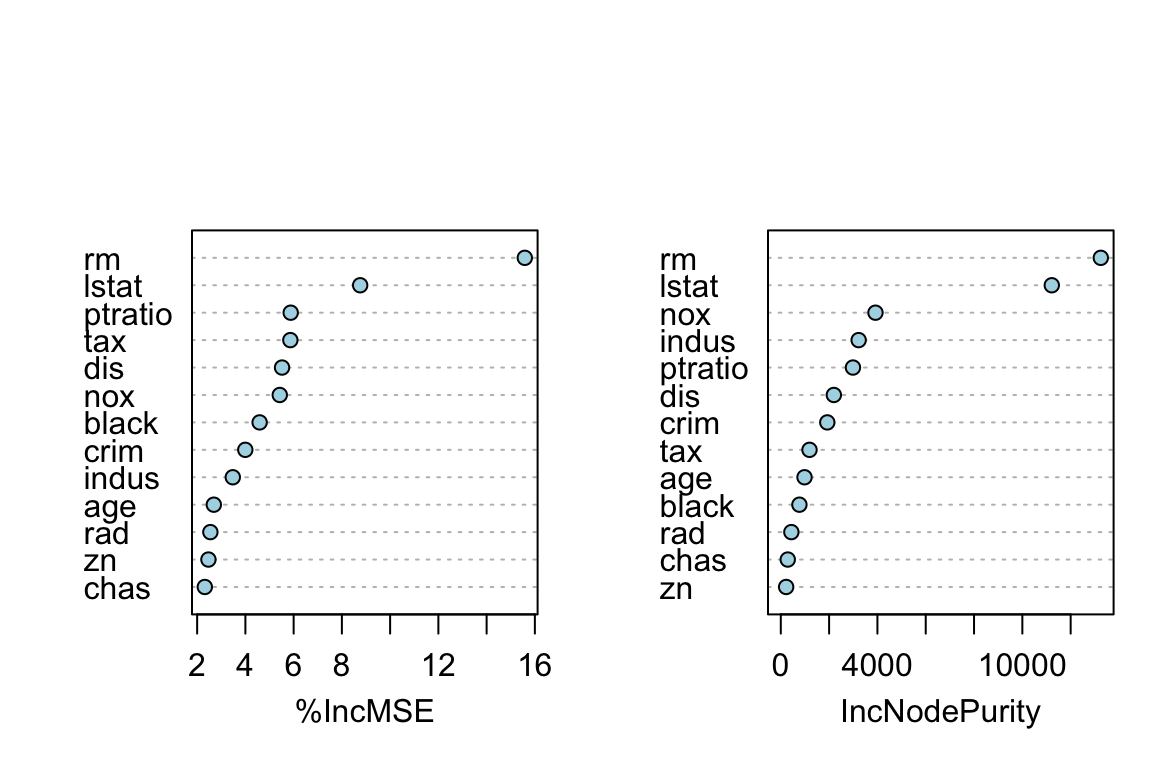 rm
lstat
ptratio
tax
dis
nox
black
crim
indus
age
rad
zn
chas
2 4 6 8 12 16
%IncMSE
rm
lstat
nox
indus
ptratio
dis
crim
tax
age
black
rad
chas
zn
0 4000 10000
IncNodePurity